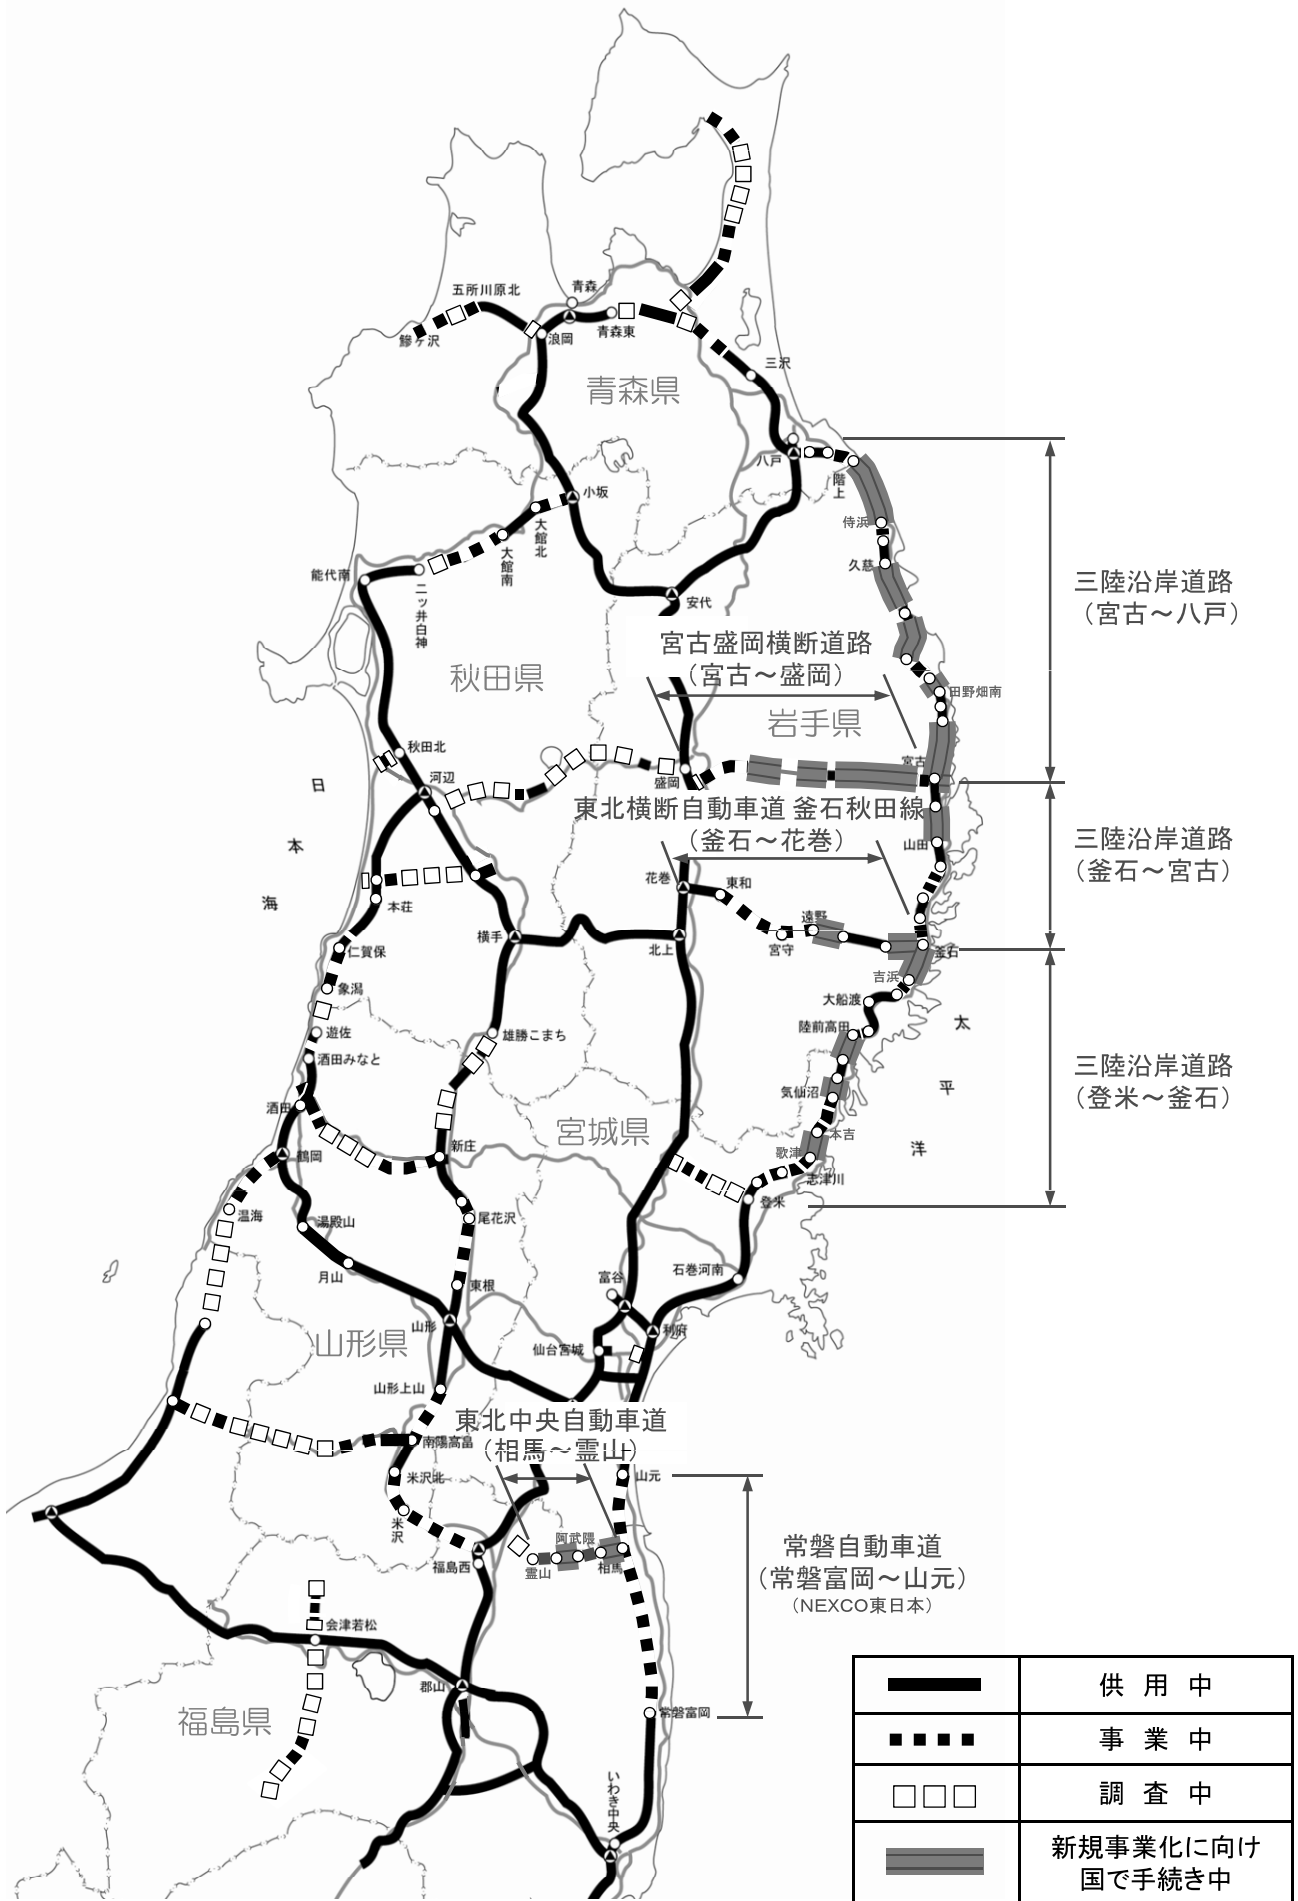 五所川原北
青森
鰺ヶ沢
浪岡
青森東
三沢
青森県
八戸
階上
小坂
大館北
大館南
侍浜
久慈
能代南
二ッ井白神
安代
三陸沿岸道路
（宮古～八戸）
宮古盛岡横断道路
（宮古～盛岡）
秋田県
田野畑南
岩手県
秋田北
宮古
河辺
盛岡
日本海
東北横断自動車道 釜石秋田線
（釜石～花巻）
三陸沿岸道路
（釜石～宮古）
山田
花巻
東和
本荘
遠野
横手
宮守
北上
仁賀保
釜石
吉浜
象潟
大船渡
太平洋
遊佐
雄勝こまち
陸前高田
酒田みなと
三陸沿岸道路
（登米～釜石）
気仙沼
酒田
宮城県
本吉
新庄
鶴岡
歌津
志津川
登米
温海
湯殿山
尾花沢
月山
石巻河南
富谷
東根
山形
利府
山形県
仙台宮城
山形上山
東北中央自動車道
（相馬～霊山）
南陽高畠
米沢北
山元
米沢
阿武隈
福島西
霊山
相馬
常磐自動車道
（常磐富岡～山元）
（NEXCO東日本）
会津若松
郡山
常磐富岡
福島県
いわき中央
供用中
事業中
調査中
新規事業化に向け
国で手続き中